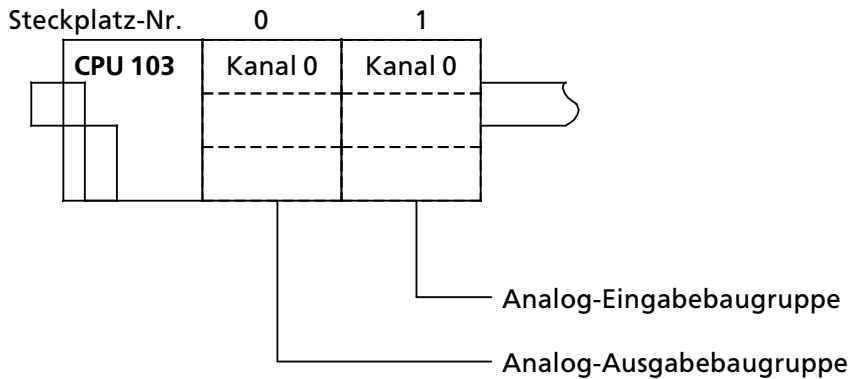 Steckplatz-Nr. 0 1
CPU 103 Kanal 0 Kanal 0
Analog-Eingabebaugruppe
Analog-Ausgabebaugruppe